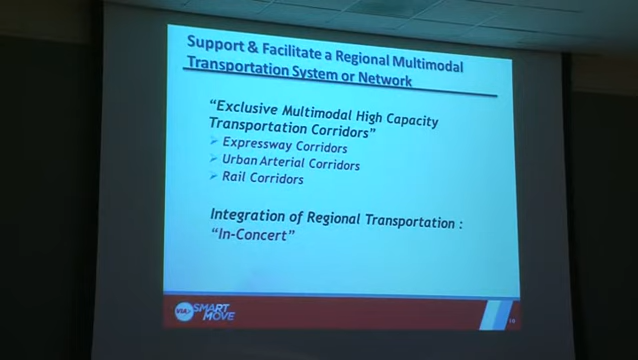 Support & Facilitate a Regional Multimodal
Transportation System or Network
“Exclusive Multimodal High Capacity
Transportation Corridors”
Expressway Corridors
Urban Arterial Corridors
Rail Corridors
Integration of Regional Transportation :
“In-Concert”
VIA
SMART
MOVE